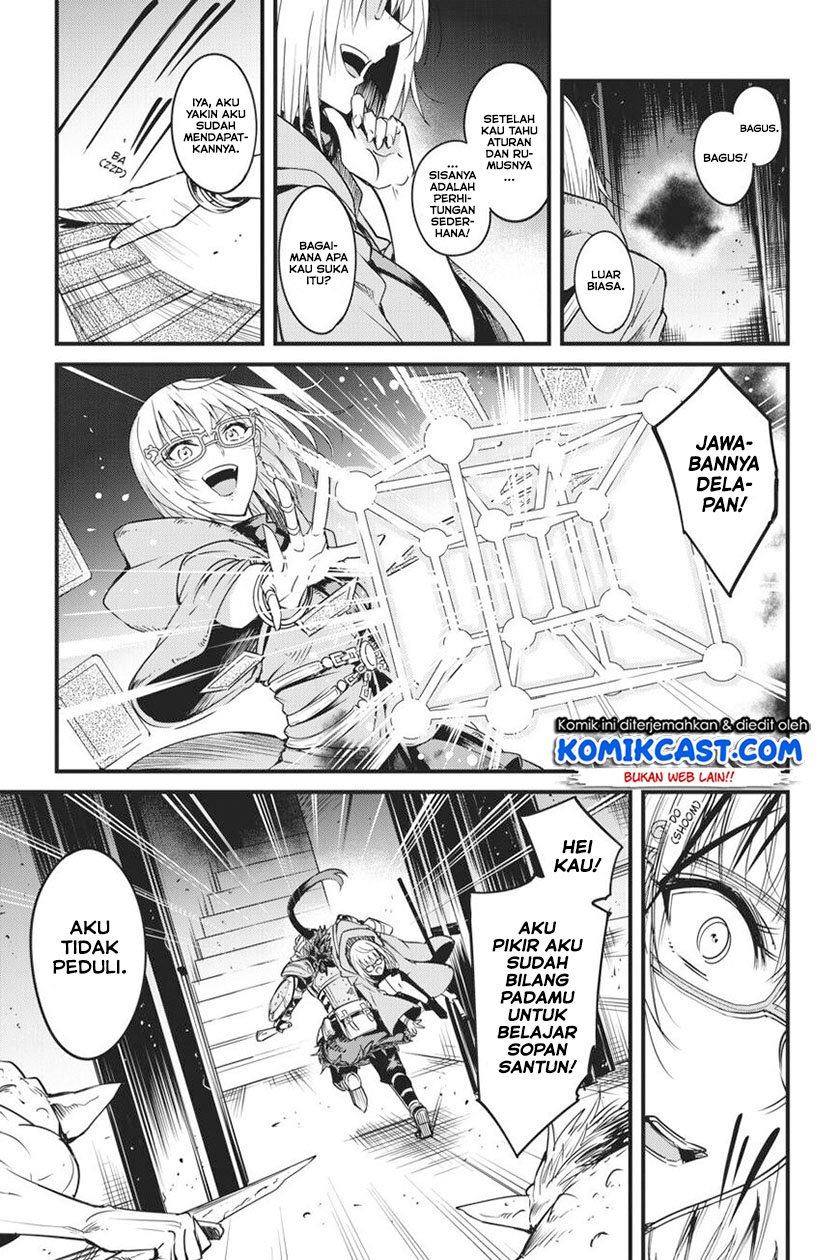 BAGUS.
BAGUS!
LUAR
BIASA.
SETELAH
KAU TAHU
ATURAN
DAN RU-
MUSNYA
...
...
SISANYA
ADALAH
PERHI-
TUNGAN
SEDER-
HANA!
BAGAI-
MANA APA
KAU SUKA
ITU?
IYA, AKU
YAKIN AKU
SUDAH
MENDAPAT-
KANNYA.
BA
(ZZP)
JAWA-
BANNYA
DELA-
PAN!
Komik ini diterjemahkan & diedit oleh
KOMIKCAST.COM
BUKAN WEB LAIN!!
DO
(SHOOM)
HEI
KAU!
AKU
PIKIR AKU
SUDAH
BILANG
PADAMU
UNTUK
BELAJAR
SOPAN
SANTUN!
AKU
TIDAK
PEDULI.